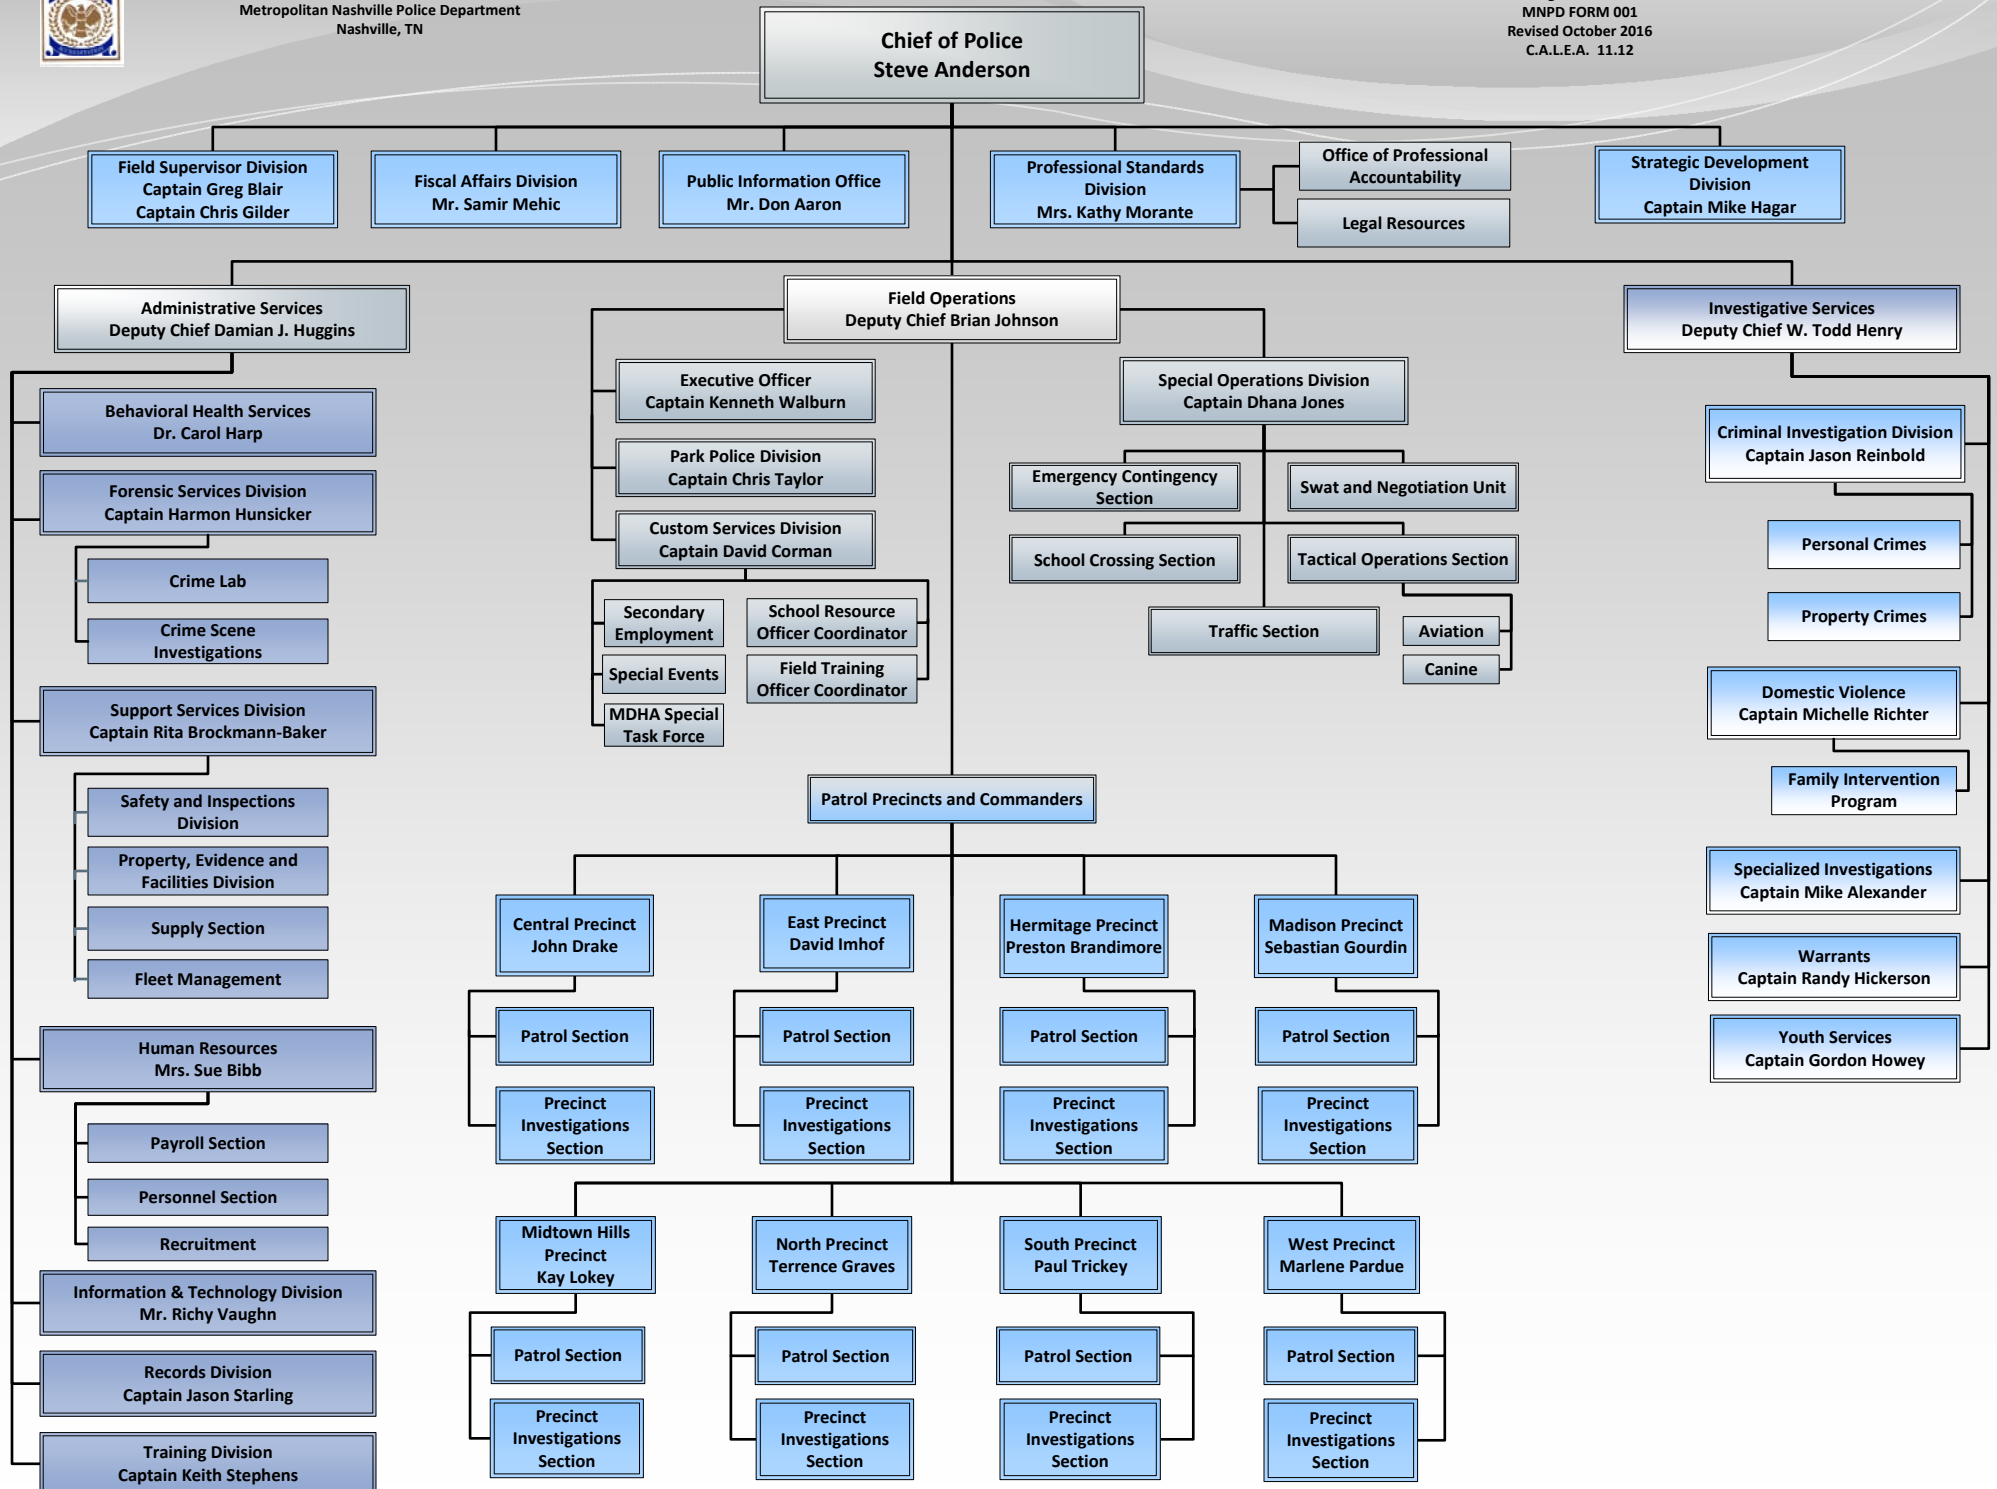 Metropolitan Nashville Police Department
Nashville, TN
MNPD FORM 001
Revised October 2016
C.A.L.E.A. 11.12
Chief of Police
Steve Anderson
Field Supervisor Division
Captain Greg Blair
Captain Chris Gilder
Fiscal Affairs Division
Mr. Samir Mehic
Public Information Office
Mr. Don Aaron
Professional Standards
Division
Mrs. Kathy Morante
Office of Professional
Accountability
Legal Resources
Strategic Development
Division
Captain Mike Hagar
Administrative Services
Deputy Chief Damian J. Huggins
Field Operations
Deputy Chief Brian Johnson
Investigative Services
Deputy Chief W. Todd Henry
Behavioral Health Services
Dr. Carol Harp
Forensic Services Division
Captain Harmon Hunsicker
Crime Lab
Crime Scene
Investigations
Support Services Division
Captain Rita Brockmann-Baker
Safety and Inspections
Division
Property, Evidence and
Facilities Division
Supply Section
Fleet Management
Human Resources
Mrs. Sue Bibb
Payroll Section
Personnel Section
Recruitment
Information & Technology Division
Mr. Richy Vaughn
Records Division
Captain Jason Starling
Training Division
Captain Keith Stephens
Executive Officer
Captain Kenneth Walburn
Park Police Division
Captain Chris Taylor
Custom Services Division
Captain David Corman
Secondary
Employment
Special Events
MDHA Special
Task Force
School Resource
Officer Coordinator
Field Training
Officer Coordinator
Special Operations Division
Captain Dhana Jones
Emergency Contingency
Section
Swat and Negotiation Unit
School Crossing Section
Tactical Operations Section
Traffic Section
Aviation
Canine
Patrol Precincts and Commanders
Central Precinct
John Drake
Patrol Section
Precinct
Investigations
Section
East Precinct
David Imhof
Patrol Section
Precinct
Investigations
Section
Hermitage Precinct
Preston Brandimore
Patrol Section
Precinct
Investigations
Section
Madison Precinct
Sebastian Gourdin
Patrol Section
Precinct
Investigations
Section
Midtown Hills
Precinct
Kay Lokey
Patrol Section
Precinct
Investigations
Section
North Precinct
Terrence Graves
Patrol Section
Precinct
Investigations
Section
South Precinct
Paul Trickey
Patrol Section
Precinct
Investigations
Section
West Precinct
Marlene Pardue
Patrol Section
Precinct
Investigations
Section
Criminal Investigation Division
Captain Jason Reinbold
Personal Crimes
Property Crimes
Domestic Violence
Captain Michelle Richter
Family Intervention
Program
Specialized Investigations
Captain Mike Alexander
Warrants
Captain Randy Hickerson
Youth Services
Captain Gordon Howey